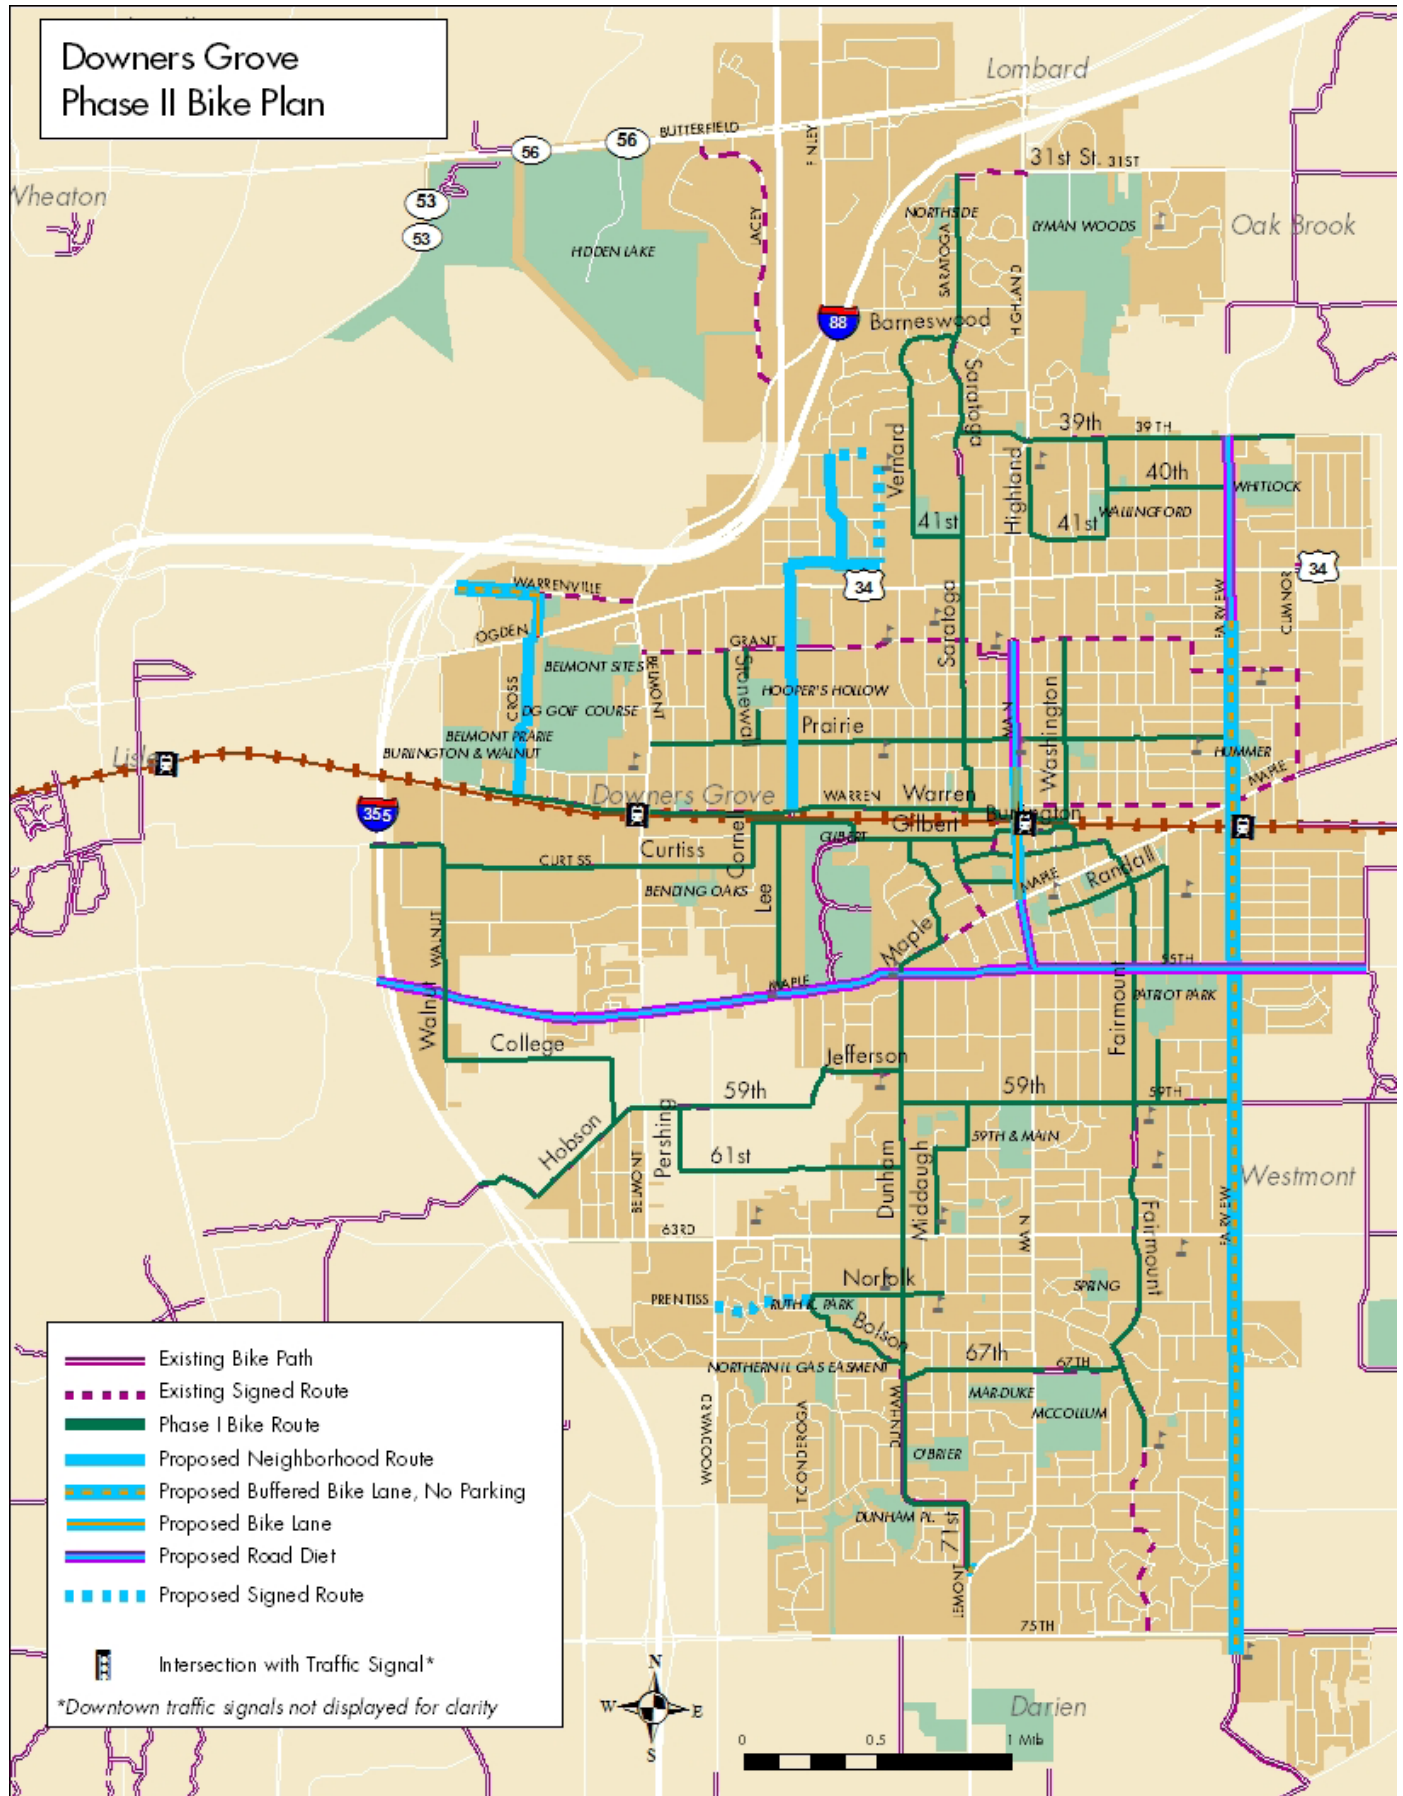 Downers Grove
Phase II Bike Plan
Lombard
BUTTERFIELD
56
56
FINLEY
31st St. 31ST
Wheaton
53
53
NORTHSIDE
LYMAN WOODS
Oak Brook
LACEY
HIDDEN LAKE
SARATOGA
HIGHLAND
88
Barneswood
Saratoga
39th
39 TH
Vernard
Highland
40th
WHITLOCK
41st
41st
WALLINGFORD
34
34
WARRENVILLE
FAIRVIEW
CUMNOR
OGDEN
Saratoga
GRANT
BELMONT SITES
BELMONT
Stonewall
HOOPER'S HOLLOW
CROSS
DG GOLF COURSE
MAIN
Washington
Prairie
BELMONT PRARIE
BURLINGTON & WALNUT
HUMMER
Lisle
MAPLE
Downers Grove
WARREN
Warren
355
Burlington
Cornell
GILBERT
Gilbert
CURTISS
Curtiss
Randall
MAPLE
BENDING OAKS
Lee
WALNUT
Maple
55TH
MAPLE
Fairmount
PATRIOT PARK
Walnut
College
Jefferson
59th
59th
59TH
Hobson
Pershing
59TH & MAIN
61st
BELMONT
Dunham
Middaugh
Westmont
63RD
MAIN
Fairmount
FAIRVIEW
Norfolk
SPRING
PRENTISS
RUTH K. PARK
Bolson
67th
67TH
NORTHERN IL GAS EASMENT
MAR-DUKE
WOODWARD
TCONDEROGA
DUNHAM
MCCOLLUM
O'BRIER
DUNHAM PL.
71st
LEMONT
75TH
Existing Bike Path
Existing Signed Route
Phase I Bike Route
Proposed Neighborhood Route
Proposed Buffered Bike Lane, No Parking
Proposed Bike Lane
Proposed Road Diet
Proposed Signed Route
Intersection with Traffic Signal*
*Downtown traffic signals not displayed for clarity
N
W
E
S
Darien
0
0.5
1 Mile